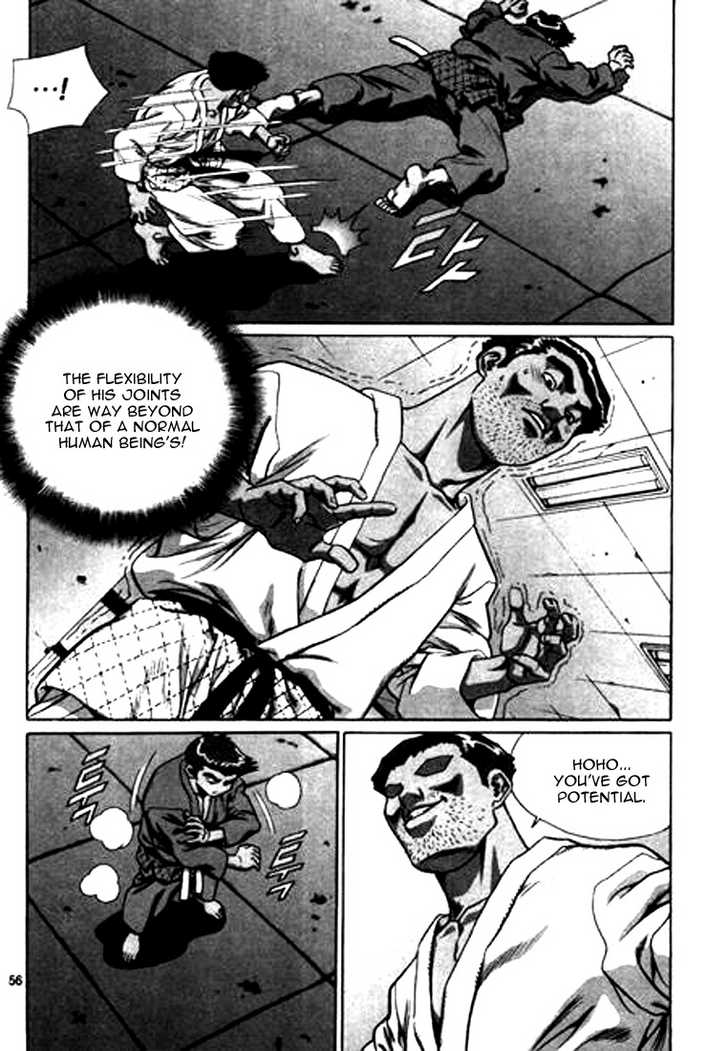 ...!
탓
THE FLEXIBILITY
OF HIS JOINTS
ARE WAY BEYOND
THAT OF A NORMAL
HUMAN BEING'S!
HOHO...
YOU'VE GOT
POTENTIAL.
56